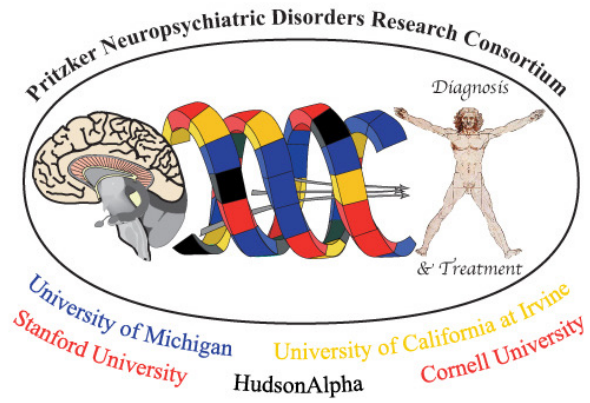 Pritzker Neuropsychiatric Disorders Research Consortium
Diagnosis
& Treatment
University of Michigan
University of California at Irvine
Stanford University
Cornell University
HudsonAlpha